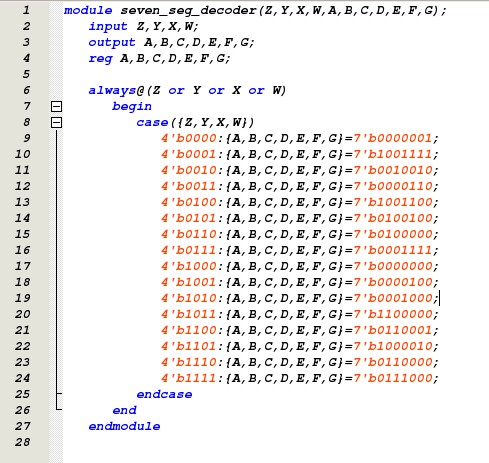 1 module seven_seg_decoder(Z,Y,X,W,A,B,C,D,E,F,G);
2 input Z,Y,X,W;
3 output A,B,C,D,E,F,G;
4 reg A,B,C,D,E,F,G;
5
6 always@(Z or Y or X or W)
7 begin
8 case({Z,Y,X,W})
9 4'b0000:{A,B,C,D,E,F,G}=7'b0000001;
10 4'b0001:{A,B,C,D,E,F,G}=7'b1001111;
11 4'b0010:{A,B,C,D,E,F,G}=7'b0010010;
12 4'b0011:{A,B,C,D,E,F,G}=7'b0000110;
13 4'b0100:{A,B,C,D,E,F,G}=7'b1001100;
14 4'b0101:{A,B,C,D,E,F,G}=7'b0100100;
15 4'b0110:{A,B,C,D,E,F,G}=7'b0100000;
16 4'b0111:{A,B,C,D,E,F,G}=7'b0001111;
17 4'b1000:{A,B,C,D,E,F,G}=7'b0000000;
18 4'b1001:{A,B,C,D,E,F,G}=7'b0000100;
19 4'b1010:{A,B,C,D,E,F,G}=7'b0001000;
20 4'b1011:{A,B,C,D,E,F,G}=7'b1100000;
21 4'b1100:{A,B,C,D,E,F,G}=7'b0110001;
22 4'b1101:{A,B,C,D,E,F,G}=7'b1000010;
23 4'b1110:{A,B,C,D,E,F,G}=7'b0110000;
24 4'b1111:{A,B,C,D,E,F,G}=7'b0111000;
25 endcase
26 end
27 endmodule
28